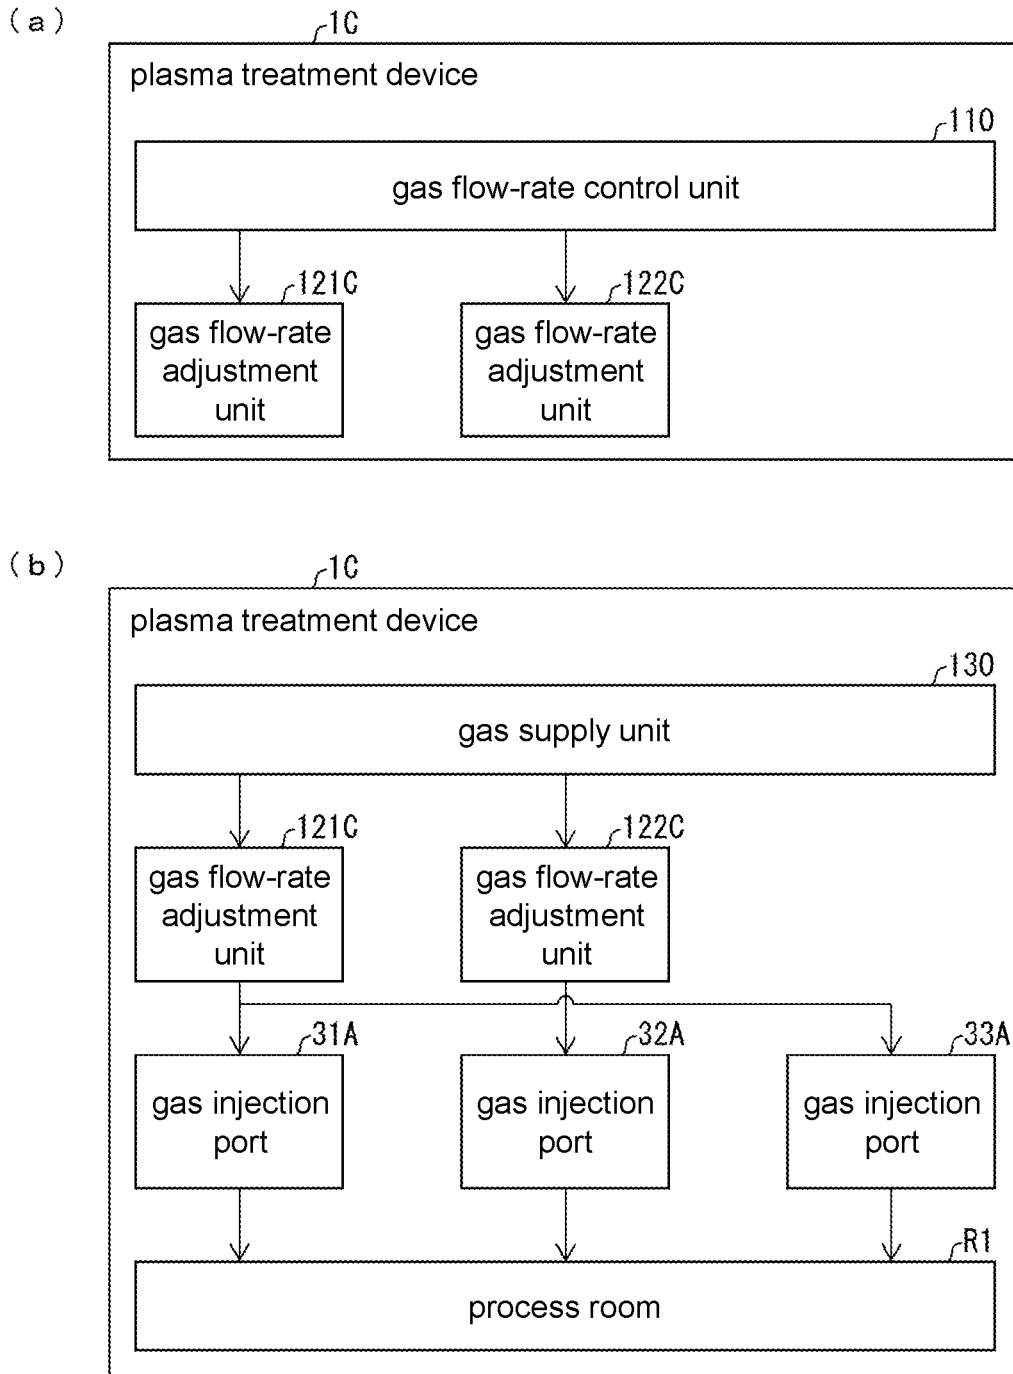 (a)
1C
plasma treatment device
110
gas flow-rate control unit
121C
122C
gas flow-rate
adjustment
unit
gas flow-rate
adjustment
unit
(b)
1C
plasma treatment device
130
gas supply unit
121C
122C
gas flow-rate
adjustment
unit
gas flow-rate
adjustment
unit
31A
32A
33A
gas injection
port
gas injection
port
gas injection
port
R1
process room